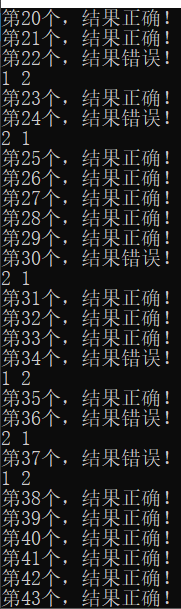 第20个，结果正确！
第21个，结果正确！
第22个，结果错误！
1 2
第23个，结果正确！
第24个，结果错误！
2 1
第25个，结果正确！
第26个，结果正确！
第27个，结果正确！
第28个，结果正确！
第29个，结果正确！
第30个，结果错误！
2 1
第31个，结果正确！
第32个，结果正确！
第33个，结果正确！
第34个，结果错误！
1 2
第35个，结果正确！
第36个，结果错误！
2 1
第37个，结果错误！
1 2
第38个，结果正确！
第39个，结果正确！
第40个，结果正确！
第41个，结果正确！
第42个，结果正确！
第43个，结果正确！